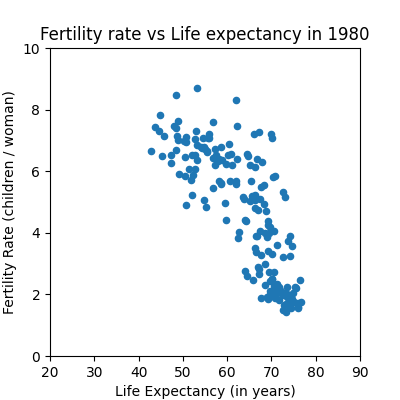 Fertility rate vs Life expectancy in 1980
10
8
6
4
2
0
Fertility Rate (children / woman)
20 30 40 50 60 70 80 90
Life Expectancy (in years)